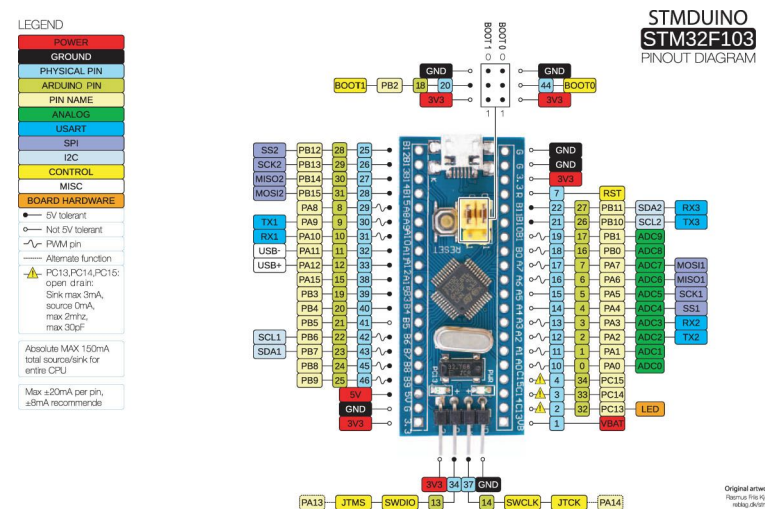 LEGEND
POWER
GROUND
PHYSICAL PIN
ARDUINO PIN
PIN NAME
ANALOG
USART
SPI
I2C
CONTROL
MISC
BOARD HARDWARE
5V tolerant
Not 5V tolerant
PWM pin
Alternate function
PC13,PC14,PC15:
open drain:
Sink max 3mA,
source 0mA,
max 2mhz,
max 30pF
Absolute MAX 150mA
total source/sink for
entire CPU
Max ±20mA per pin,
±8mA recommende
STMDUINO
STM32F103
PINOUT DIAGRAM
BOOT1 BOOT0
GND GND
BOOT1 PB2 18 20 44 BOOT0
3V3 3V3
1 1
SS2 PB12 28 25
SCK2 PB13 29 26
MISO2 PB14 30 27
MOSI2 PB15 31 28
PA8 8 29
TX1 PA9 9 30
RX1 PA10 10 31
USB- PA11 11 32
USB+ PA12 12 33
PA15 15 38
PB3 19 39
PB4 20 40
PB5 21 41
SCL1 PB6 22 42
SDA1 PB7 23 43
PB8 24 45
PB9 25 46
5V
GND
3V3
RESET
GND
GND
3V3
7 RST
22 27 PB11 SDA2 RX3
21 26 PB10 SCL2 TX3
19 17 PB1 ADC9
18 16 PB0 ADC8
17 7 PA7 ADC7 MOSI1
16 6 PA6 ADC6 MISO1
15 5 PA5 ADC5 SCK1
14 4 PA4 ADC4 SS1
13 3 PA3 ADC3 RX2
12 2 PA2 ADC2 TX2
11 1 PA1 ADC1
10 0 PA0 ADC0
4 34 PC15
3 33 PC14
2 32 PC13 LED
1 VBAT
3V3 34 37 GND
PA13 JTMS SWDIO 13 14 SWCLK JTCK PA14
Original artwo
Rasmus Friis Kj
reblag.dk/st